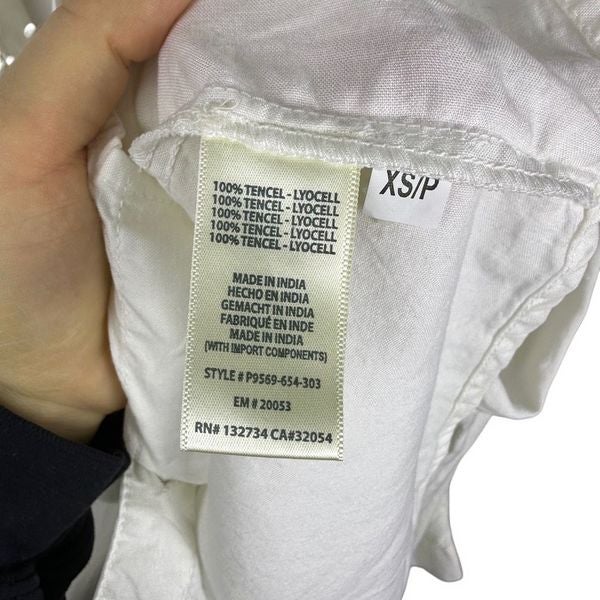 100% TENCEL - LYOCELL
100% TENCEL - LYOCELL
100% TENCEL - LYOCELL
100% TENCEL - LYOCELL
100% TENCEL - LYOCELL
MADE IN INDIA
HECHO EN INDIA
GEMACHT IN INDIA
FABRIQUÉ EN INDE
MADE IN INDIA
(WITH IMPORT COMPONENTS)
STYLE # P9569-654-303
EM # 20053
RN# 132734 CA#32054
XS/P